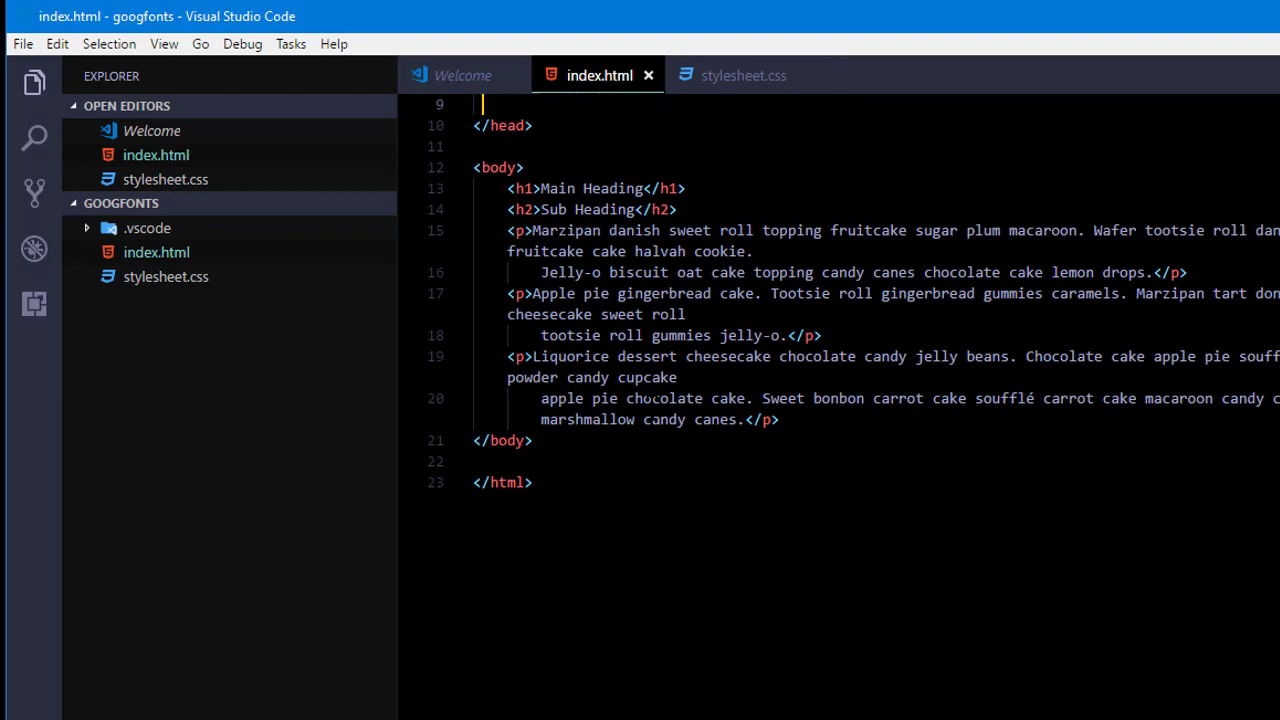 index.html - googfonts - Visual Studio Code
File Edit Selection View Go Debug Tasks Help
EXPLORER
OPEN EDITORS
Welcome
index.html
stylesheet.css
GOOGFONTS
.vscode
index.html
stylesheet.css
Welcome index.html × stylesheet.css
9
10 </head>
11
12 <body>
13 <h1>Main Heading</h1>
14 <h2>Sub Heading</h2>
15 <p>Marzipan danish sweet roll topping fruitcake sugar plum macaroon. Wafer tootsie roll dan
fruitcake cake halvah cookie.
16 Jelly-o biscuit oat cake topping candy canes chocolate cake lemon drops.</p>
17 <p>Apple pie gingerbread cake. Tootsie roll gingerbread gummies caramels. Marzipan tart don
cheesecake sweet roll
18 tootsie roll gummies jelly-o.</p>
19 <p>Liquorice dessert cheesecake chocolate candy jelly beans. Chocolate cake apple pie souff
powder candy cupcake
20 apple pie chocolate cake. Sweet bonbon carrot cake soufflé carrot cake macaroon candy c
marshmallow candy canes.</p>
21 </body>
22
23 </html>